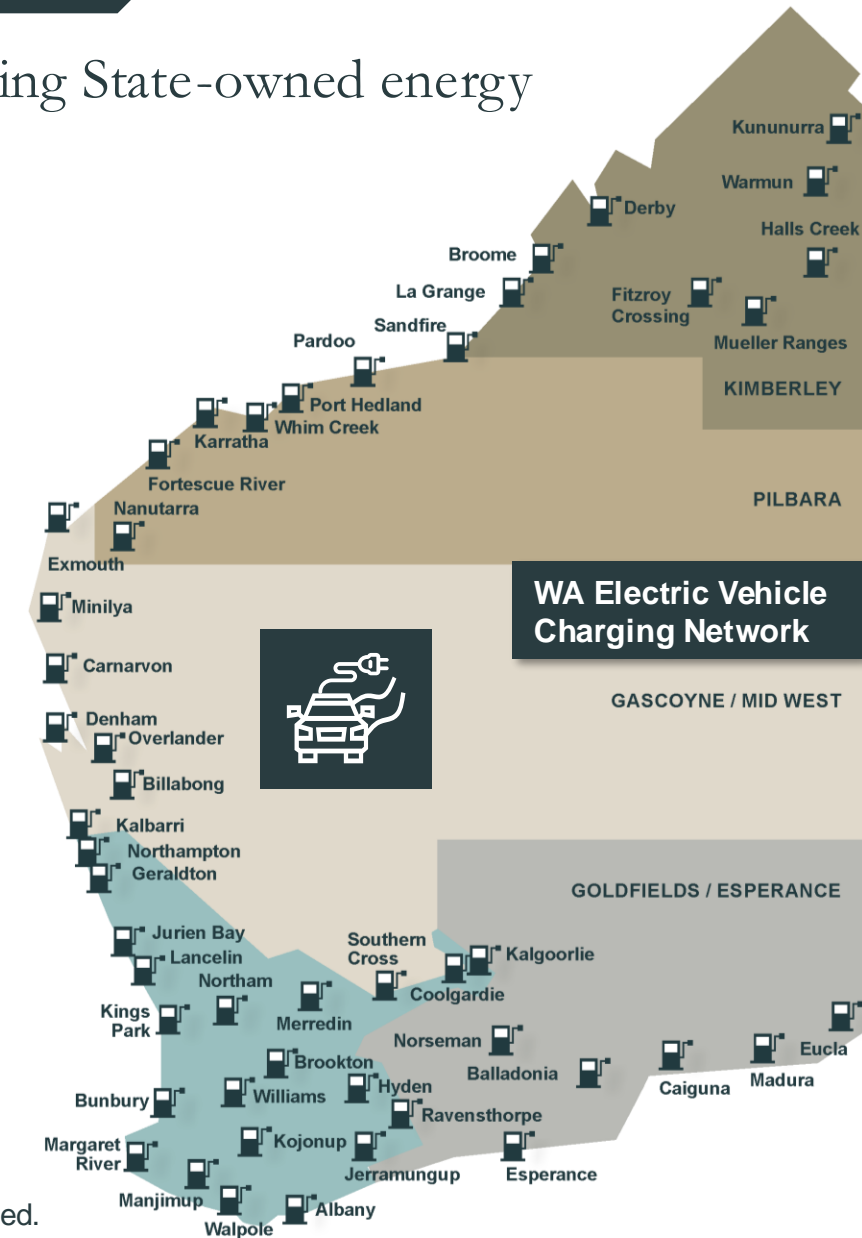 ing State-owned energy
Kununurra
Warmun
Derby
Halls Creek
Broome
La Grange
Fitzroy
Crossing
Sandfire
Pardoo
Mueller Ranges
KIMBERLEY
Port Hedland
Whim Creek
Karratha
Fortescue River
PILBARA
Nanutarra
Exmouth
WA Electric Vehicle
Charging Network
Minilya
Carnarvon
GASCOYNE / MID WEST
Denham
Overlander
Billabong
Kalbarri
Northampton
Geraldton
GOLDFIELDS / ESPERANCE
Jurien Bay
Lancelin
Southern
Cross
Kalgoorlie
Northam
Coolgardie
Kings
Park
Merredin
Norseman
Eucla
Brookton
Balladonia
Madura
Caiguna
Hyden
Williams
Bunbury
Ravensthorpe
Kojonup
Margaret
River
Jerramungup
Esperance
Manjimup
Albany
Walpole
ed.